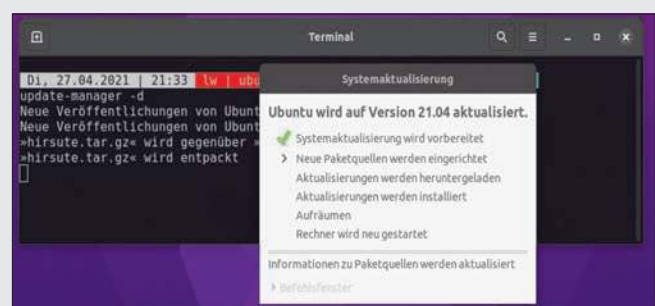 Terminal
Di, 27.04.2021 | 21:33 lw | ubu
update-manager -d
Neue Veröffentlichungen von Ubunt
Neue Veröffentlichungen von Ubunt
»hirsute.tar.gz« wird gegenüber »
»hirsute.tar.gz« wird entpackt
Systemaktualisierung
Ubuntu wird auf Version 21.04 aktualisiert.
Systemaktualisierung wird vorbereitet
Neue Paketquellen werden eingerichtet
Aktualisierungen werden heruntergeladen
Aktualisierungen werden installiert
Aufräumen
Rechner wird neu gestartet
Informationen zu Paketquellen werden aktualisiert
Befehlsfenster